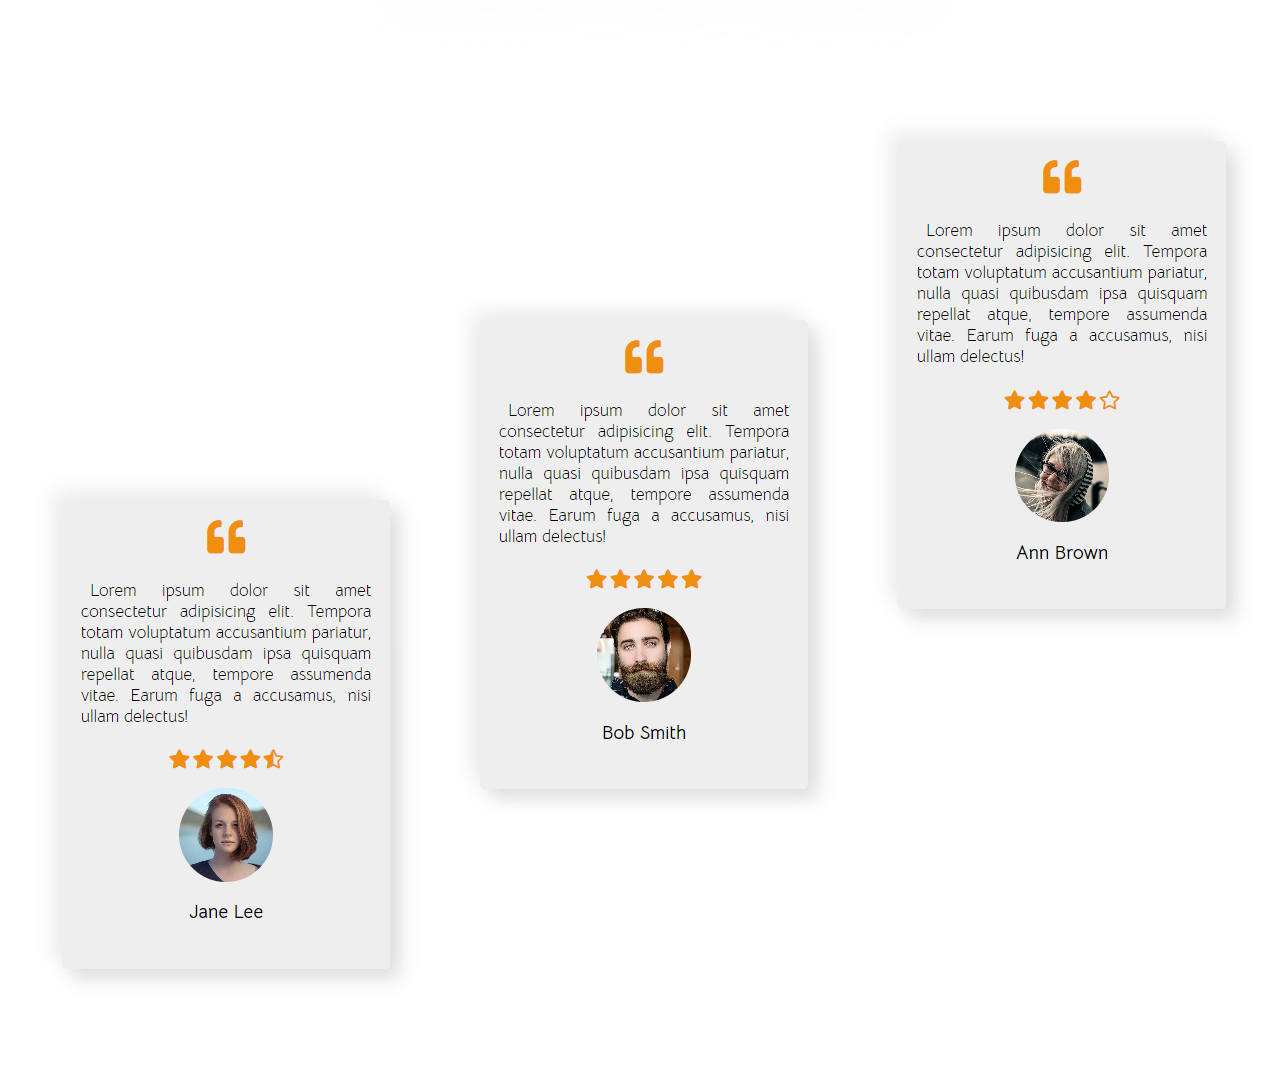 Lorem ipsum dolor sit amet
consectetur adipisicing elit. Tempora
totam voluptatum accusantium pariatur,
nulla quasi quibusdam ipsa quisquam
repellat atque, tempore assumenda
vitae. Earum fuga a accusamus, nisi
ullam delectus!
Jane Lee
Lorem ipsum dolor sit amet
consectetur adipisicing elit. Tempora
totam voluptatum accusantium pariatur,
nulla quasi quibusdam ipsa quisquam
repellat atque, tempore assumenda
vitae. Earum fuga a accusamus, nisi
ullam delectus!
Bob Smith
Lorem ipsum dolor sit amet
consectetur adipisicing elit. Tempora
totam voluptatum accusantium pariatur,
nulla quasi quibusdam ipsa quisquam
repellat atque, tempore assumenda
vitae. Earum fuga a accusamus, nisi
ullam delectus!
Ann Brown